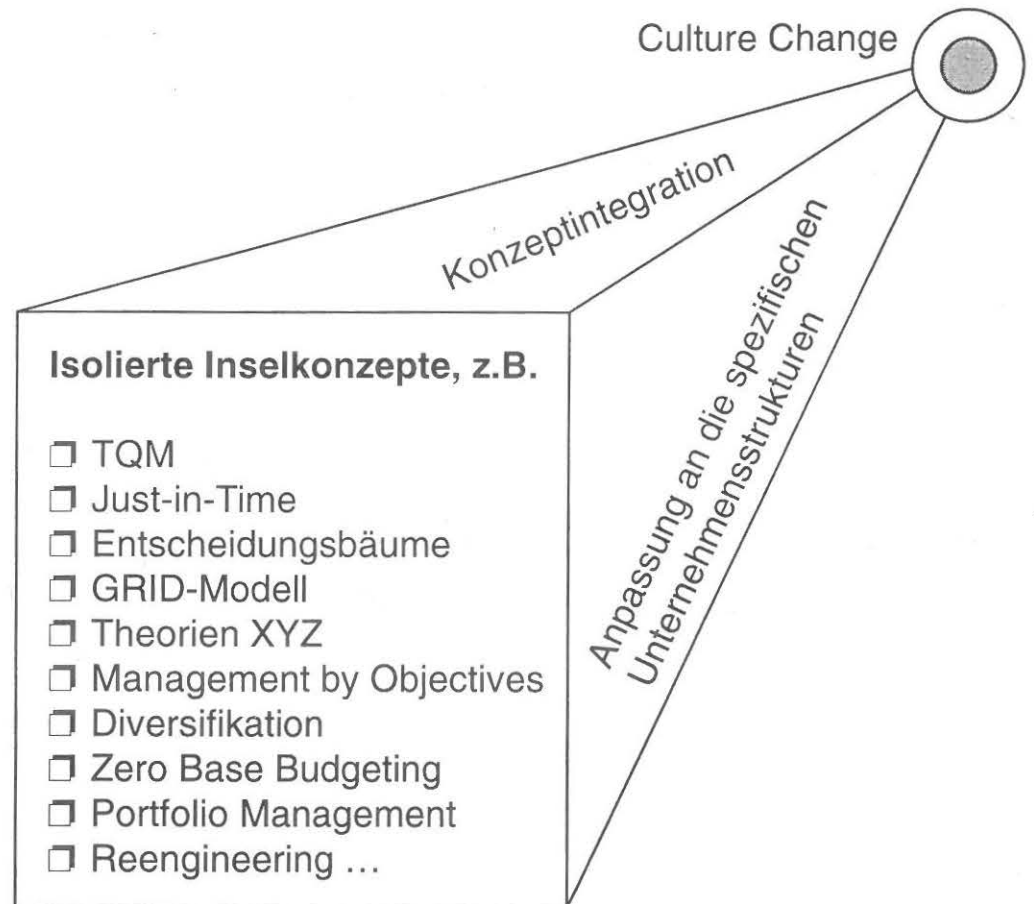 Culture Change
Konzeptintegration
Anpassung an die spezifischen
Unternehmensstrukturen
Isolierte Inselkonzepte, z.B.
❐ TQM
❐ Just-in-Time
❐ Entscheidungsbäume
❐ GRID-Modell
❐ Theorien XYZ
❐ Management by Objectives
❐ Diversifikation
❐ Zero Base Budgeting
❐ Portfolio Management
❐ Reengineering ...